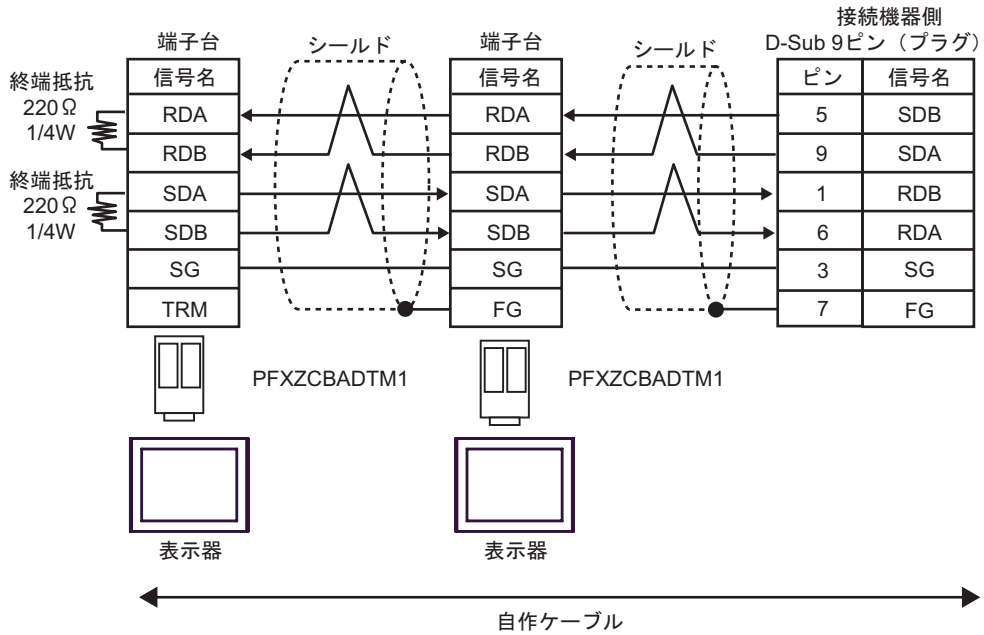 接続機器側
端子台
シールド
端子台
シールド
D-Sub 9ピン（プラグ）
終端抵抗
220Ω
1/4W
終端抵抗
220Ω
1/4W
信号名
RDA
RDB
SDA
SDB
SG
TRM
信号名
RDA
RDB
SDA
SDB
SG
FG
ピン 信号名
5 SDB
9 SDA
1 RDB
6 RDA
3 SG
7 FG
PFXZCBADTM1
PFXZCBADTM1
表示器
表示器
自作ケーブル